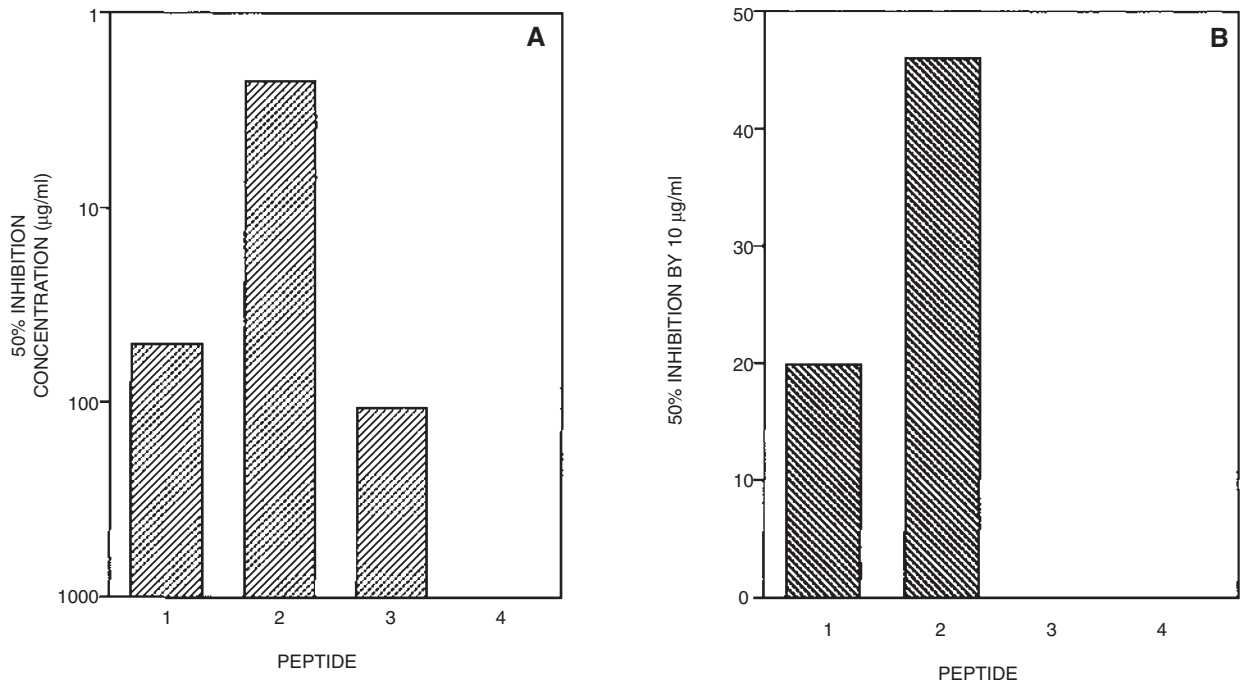 A
1
10
100
1000
50% INHIBITION
CONCENTRATION (µg/ml)
1 2 3 4
PEPTIDE
B
50
40
30
20
10
0
50% INHIBITION BY 10 µg/ml
1 2 3 4
PEPTIDE